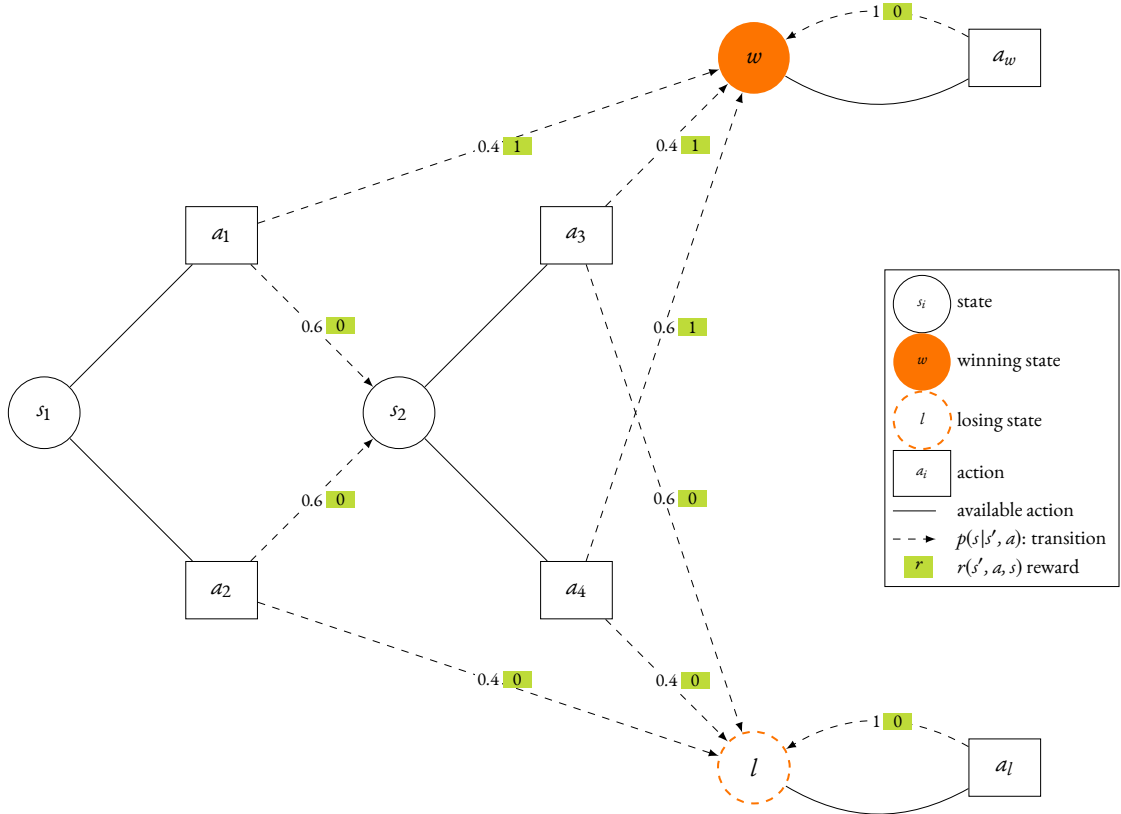 1 0
w
a_w
0.4 1
0.4 1
a_1
a_3
s_i state
0.6 0
0.6 1
w winning state
s_1
s_2
l losing state
a_i action
0.6 0
0.6 0
available action
p(s|s′, a): transition
r r(s′, a, s) reward
a_2
a_4
0.4 0
0.4 0
1 0
l
a_l